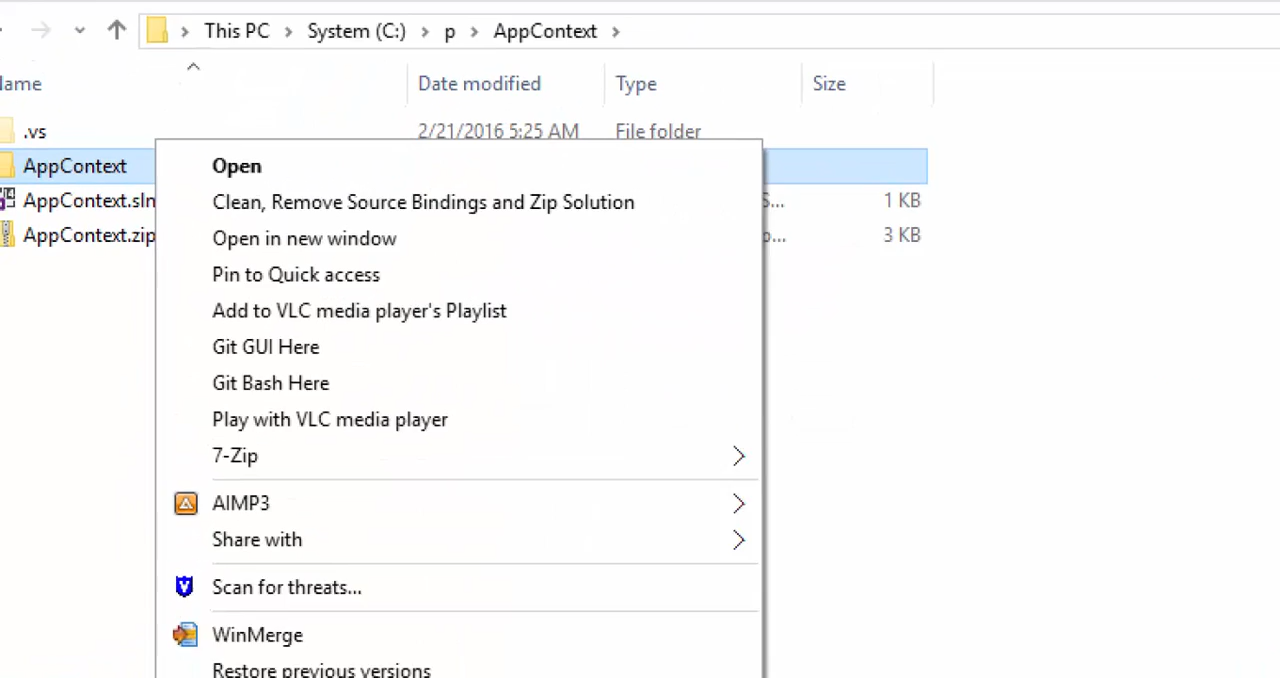 This PC > System (C:) > p > AppContext >
Name Date modified Type Size
.vs 2/21/2016 5:25 AM File folder
AppContext
AppContext.sln S... 1 KB
AppContext.zip 3 KB
Open
Clean, Remove Source Bindings and Zip Solution
Open in new window
Pin to Quick access
Add to VLC media player's Playlist
Git GUI Here
Git Bash Here
Play with VLC media player
7-Zip
AIMP3
Share with
Scan for threats...
WinMerge
Restore previous versions